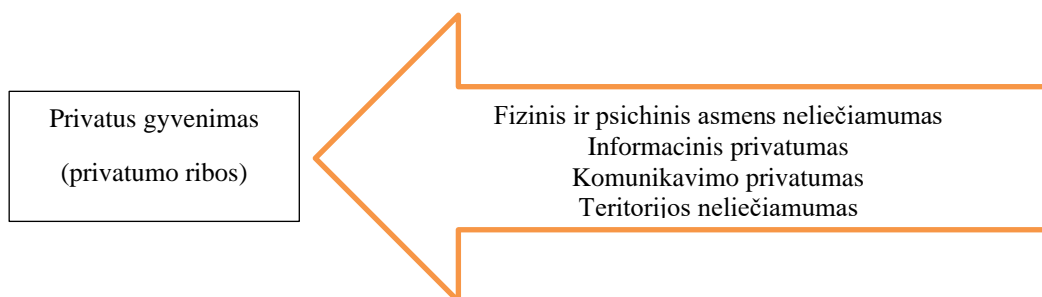 Privatus gyvenimas
(privatumo ribos)
Fizinis ir psichinis asmens neliečiamumas
Informacinis privatumas
Komunikavimo privatumas
Teritorijos neliečiamumas